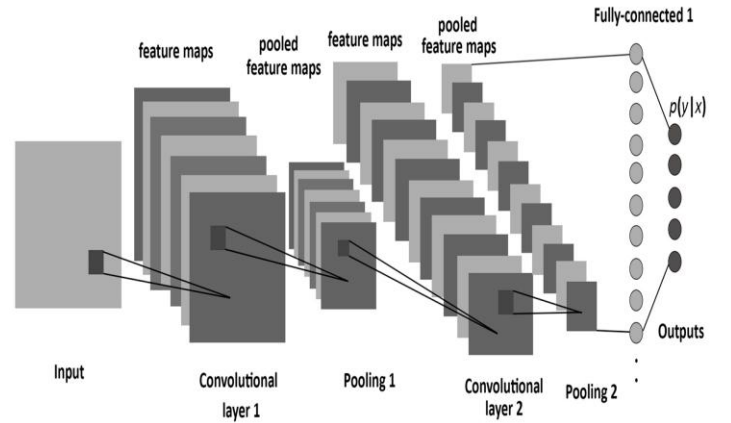 feature maps
pooled
feature maps
feature maps
pooled
feature maps
Fully-connected 1
p(y|x)
Outputs
Input
Convolutional
layer 1
Pooling 1
Convolutional
layer 2
Pooling 2